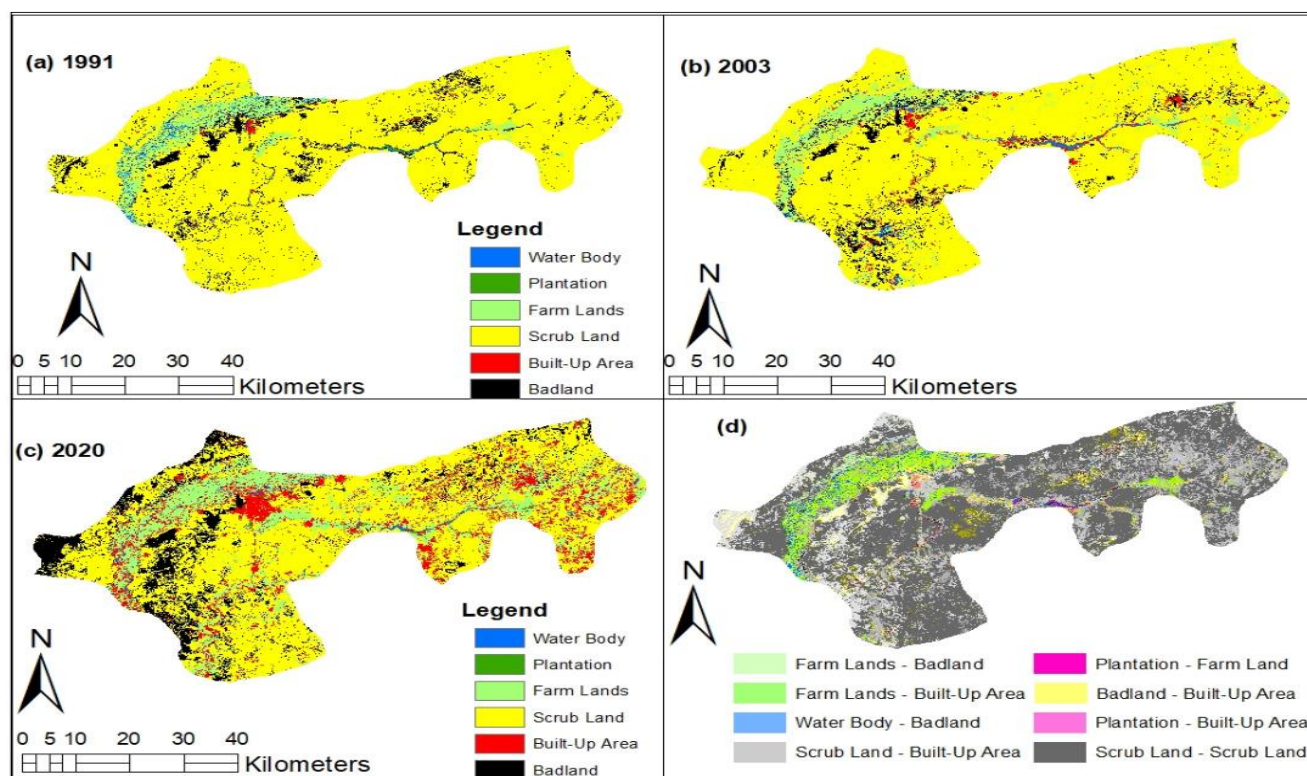 (a) 1991
N
0 5 10 20 30 40
Kilometers
Legend
Water Body
Plantation
Farm Lands
Scrub Land
Built-Up Area
Badland
(b) 2003
N
0 5 10 20 30 40
Kilometers
(c) 2020
N
0 5 10 20 30 40
Kilometers
Legend
Water Body
Plantation
Farm Lands
Scrub Land
Built-Up Area
Badland
(d)
N
Farm Lands - Badland
Farm Lands - Built-Up Area
Water Body - Badland
Scrub Land - Built-Up Area
Plantation - Farm Land
Badland - Built-Up Area
Plantation - Built-Up Area
Scrub Land - Scrub Land